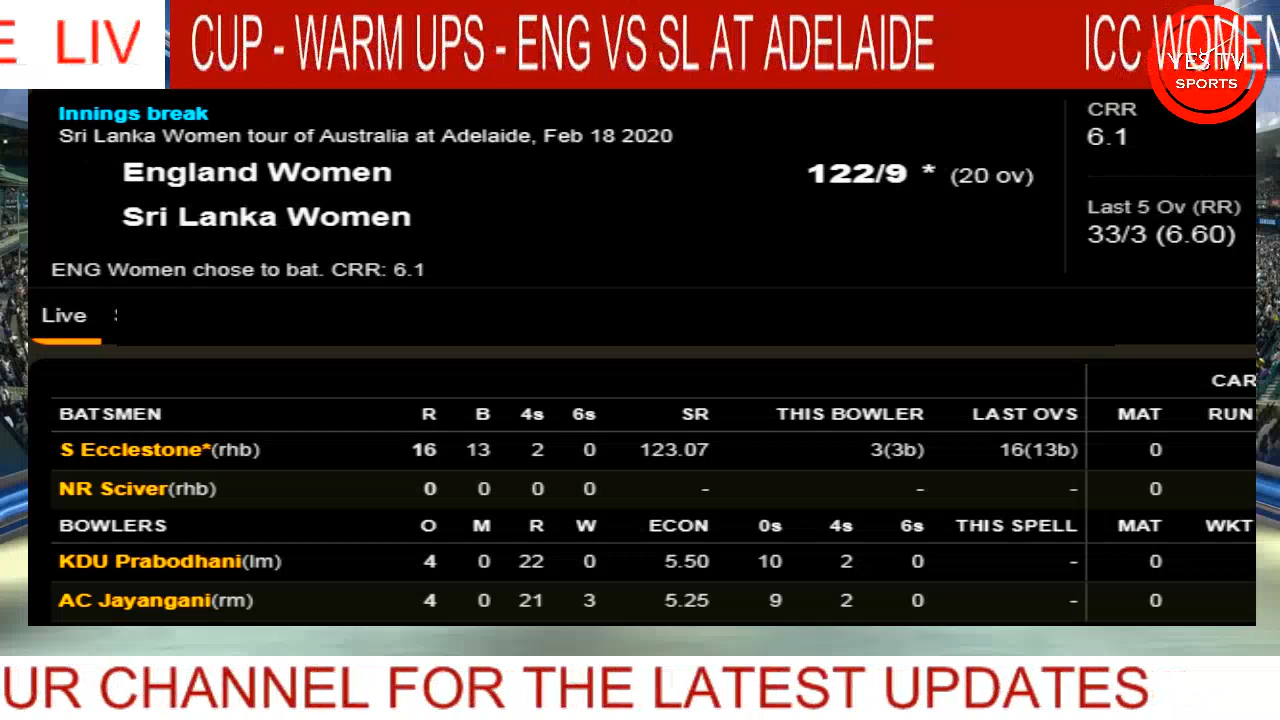 E LIV CUP - WARM UPS - ENG VS SL AT ADELAIDE ICC WOMEN
YES TV
SPORTS
Innings break
Sri Lanka Women tour of Australia at Adelaide, Feb 18 2020
England Women 122/9 * (20 ov)
Sri Lanka Women
ENG Women chose to bat. CRR: 6.1
CRR
6.1
Last 5 Ov (RR)
33/3 (6.60)
Live
CAR
BATSMEN R B 4s 6s SR THIS BOWLER LAST OVS MAT RUN
S Ecclestone*(rhb) 16 13 2 0 123.07 3(3b) 16(13b) 0
NR Sciver(rhb) 0 0 0 0 - - - 0
BOWLERS O M R W ECON 0s 4s 6s THIS SPELL MAT WKT
KDU Prabodhani(lm) 4 0 22 0 5.50 10 2 0 - 0
AC Jayangani(rm) 4 0 21 3 5.25 9 2 0 - 0
UR CHANNEL FOR THE LATEST UPDATES